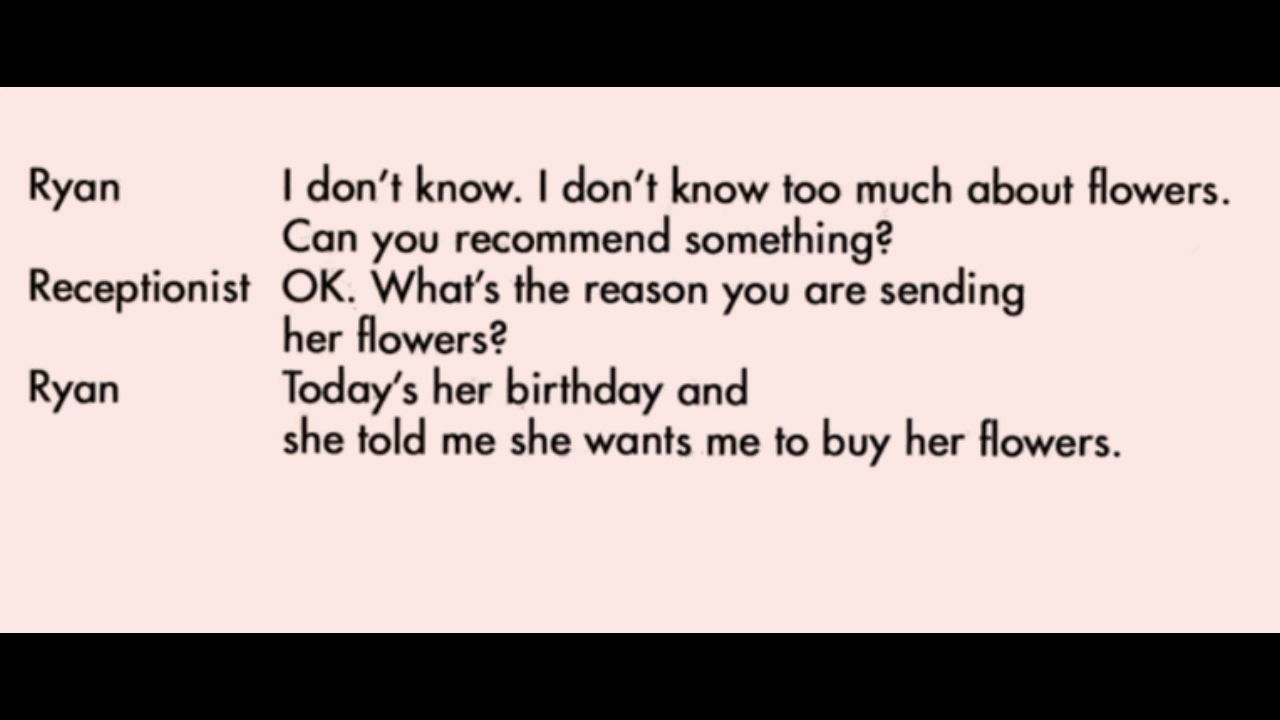 Ryan I don't know. I don't know too much about flowers.
Can you recommend something?
Receptionist OK. What's the reason you are sending
her flowers?
Ryan Today's her birthday and
she told me she wants me to buy her flowers.